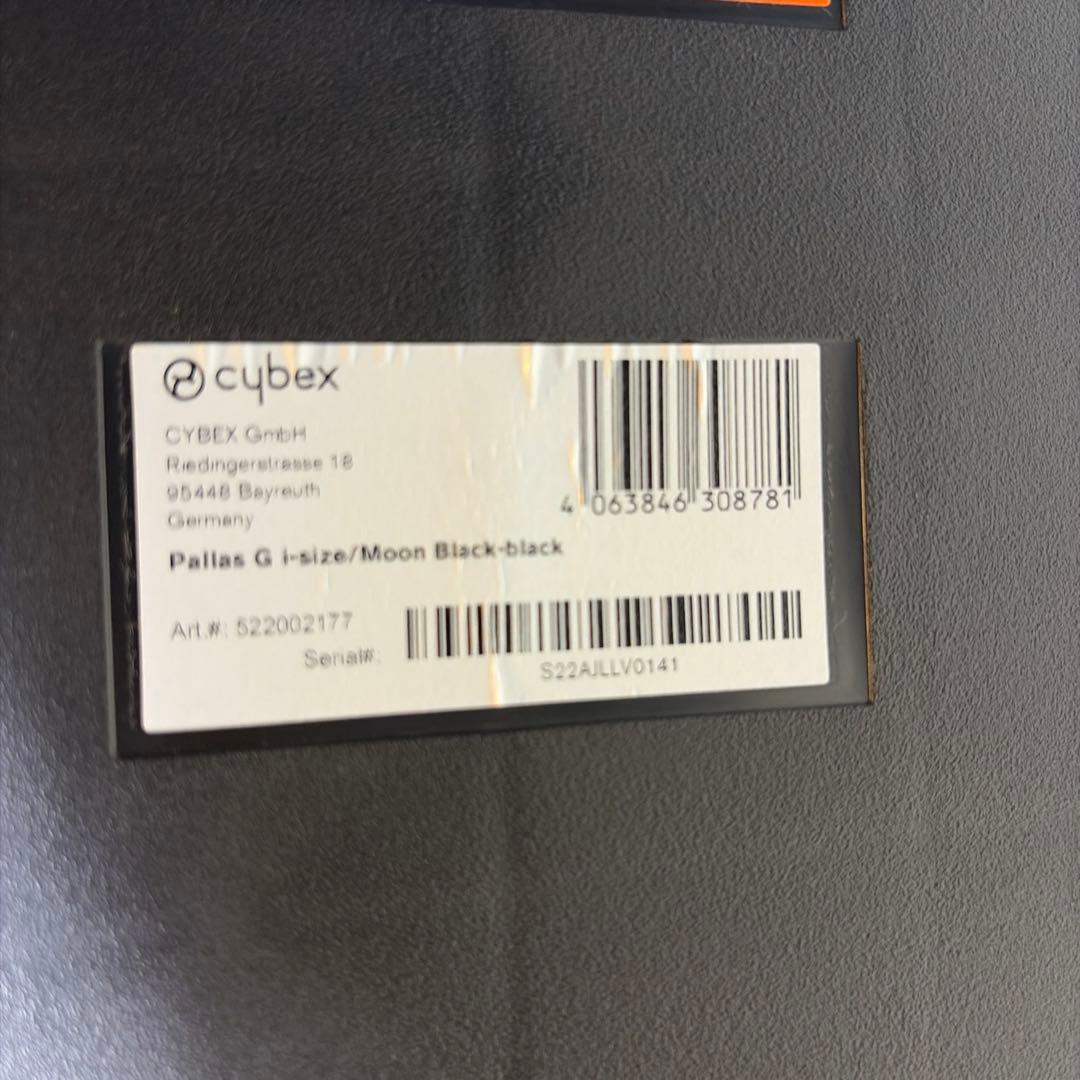 cybex
CYBEX GmbH
Riedingerstrasse 18
95448 Bayreuth
Germany
4 063846 308781
Pallas G i-size/Moon Black-black
Art.#: 522002177
Serial#:
S22AJLLV0141